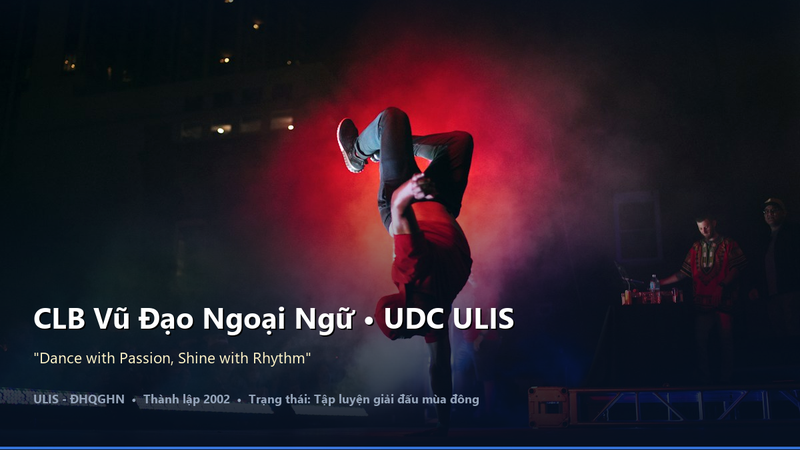 CLB Vũ Đạo Ngoại Ngữ • UDC ULIS
"Dance with Passion, Shine with Rhythm"
ULIS - ĐHQGHN • Thành lập 2002 • Trạng thái: Tập luyện giải đấu mùa đông